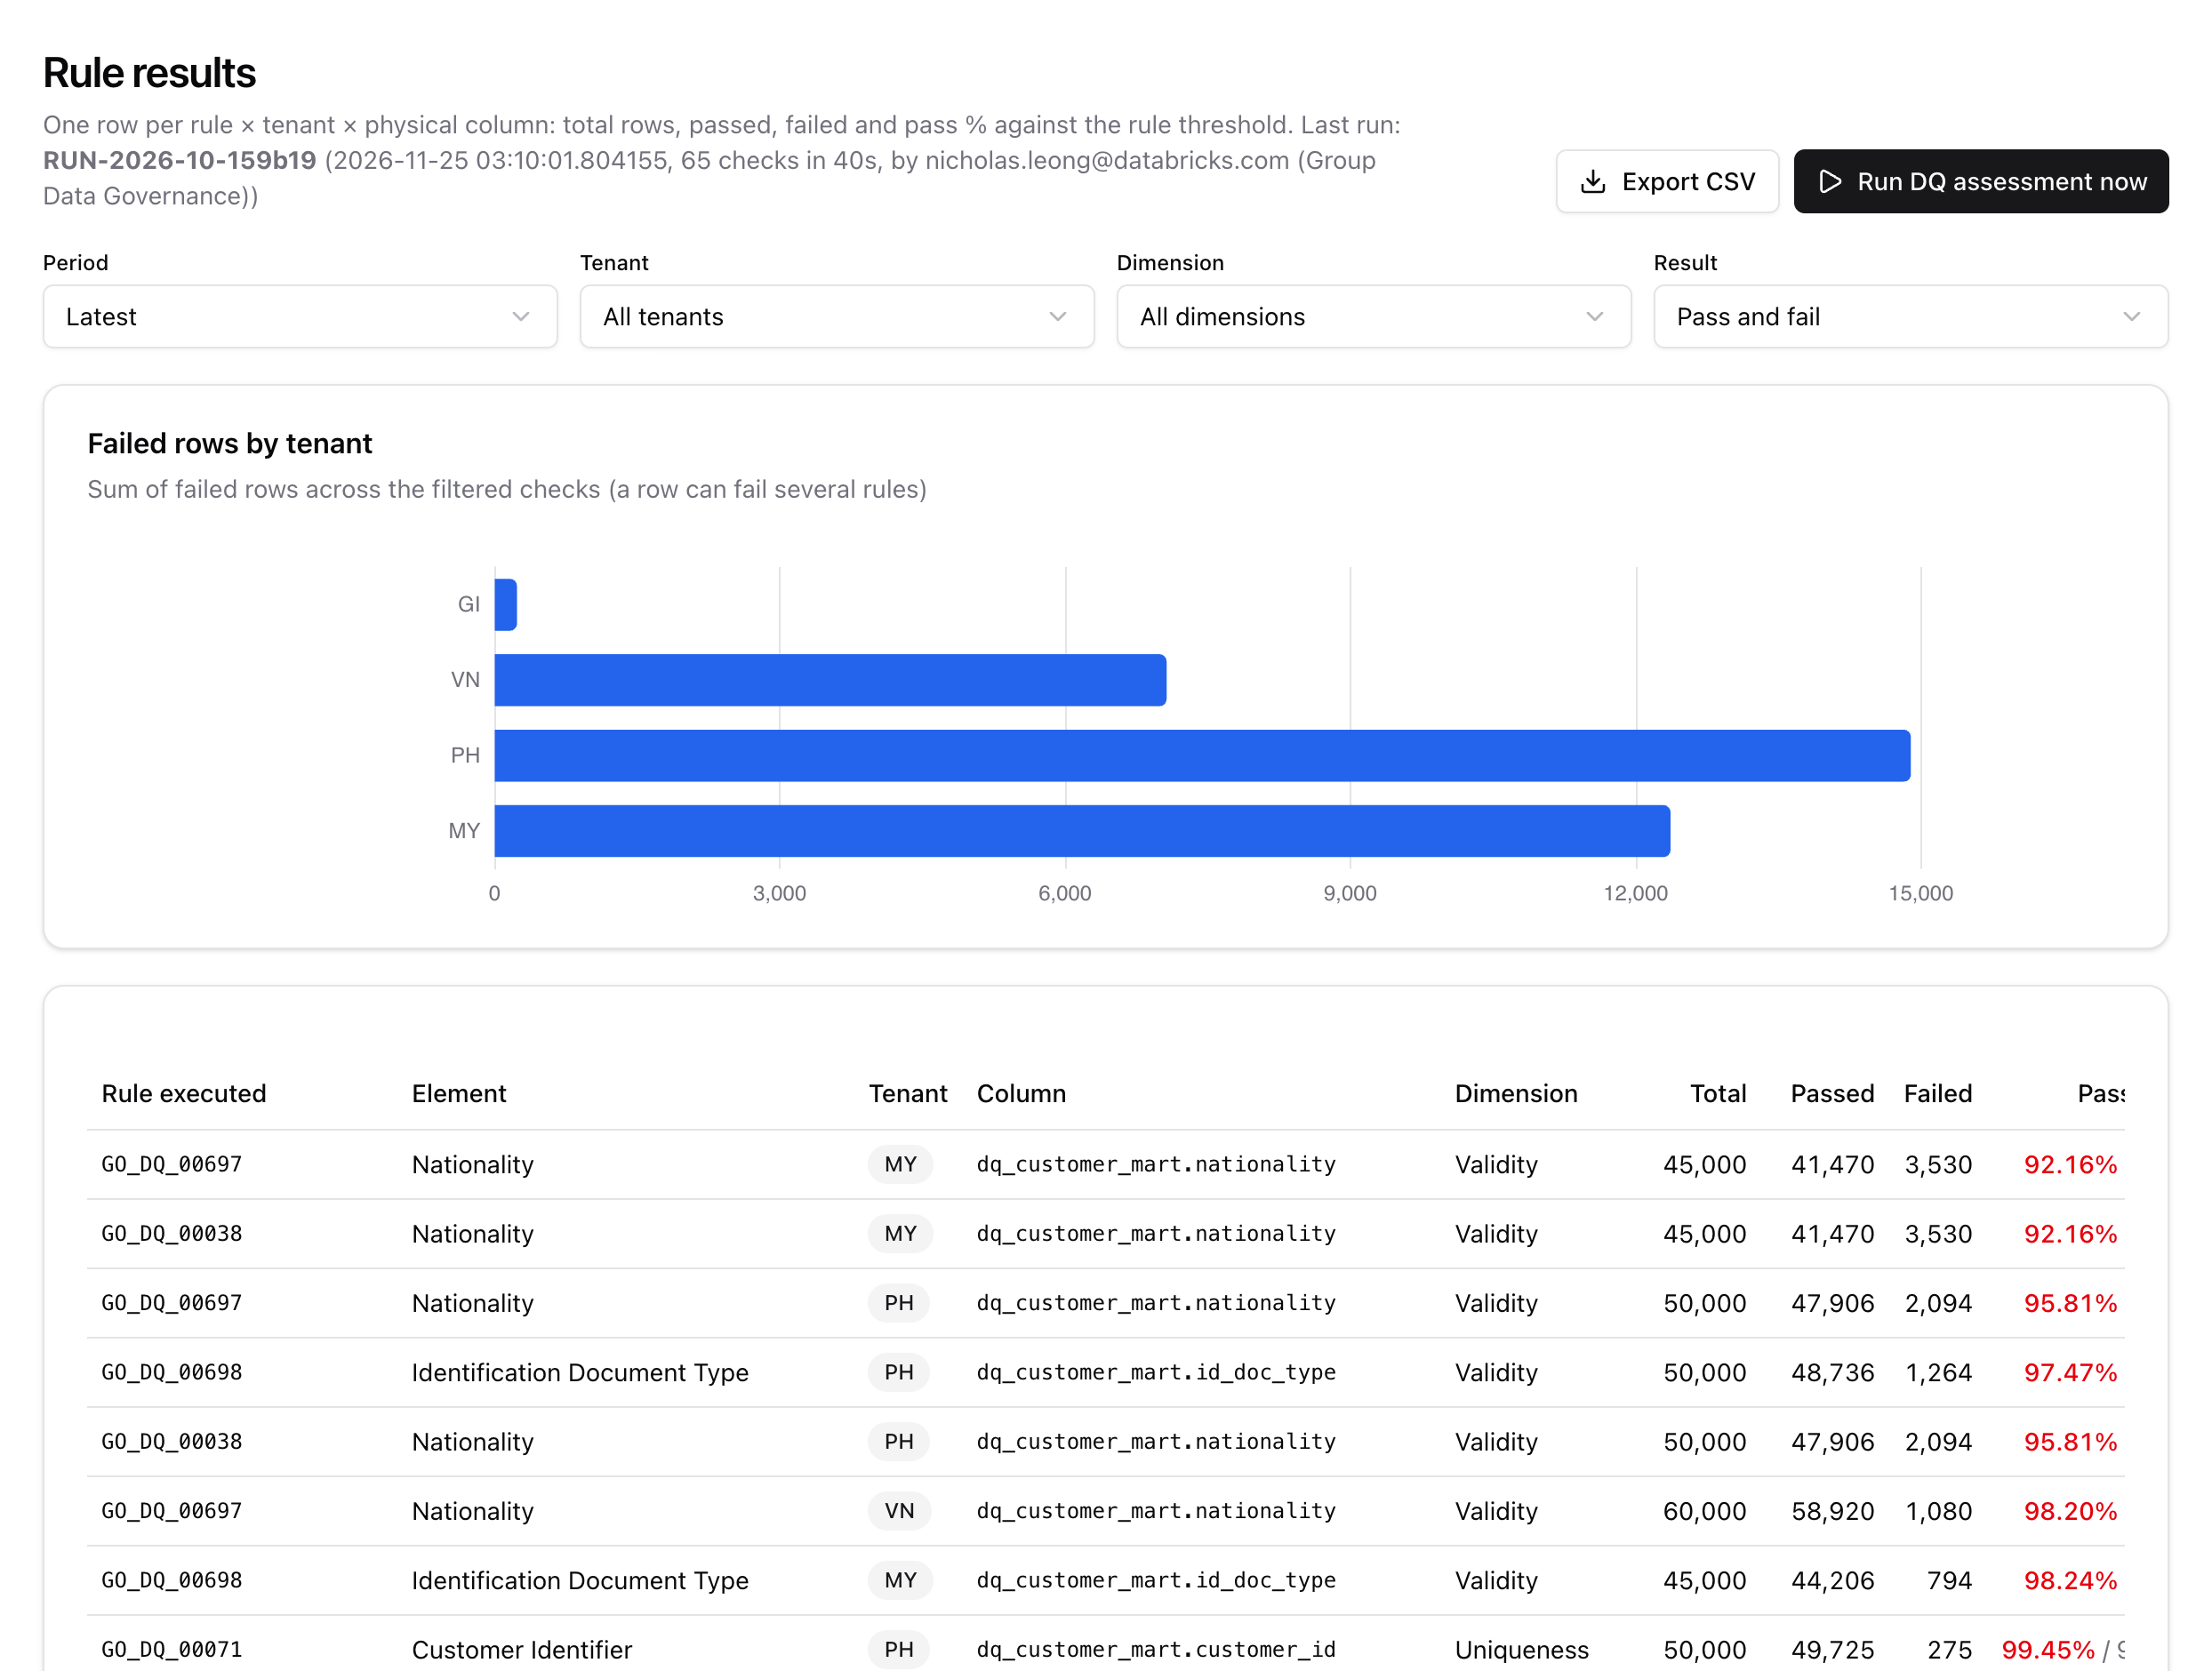 Rule results
One row per rule × tenant × physical column: total rows, passed, failed and pass % against the rule threshold. Last run:
RUN-2026-10-159b19 (2026-11-25 03:10:01.804155, 65 checks in 40s, by nicholas.leong@databricks.com (Group
Data Governance))
Export CSV
Run DQ assessment now
Period Tenant Dimension Result
Latest All tenants All dimensions Pass and fail
Failed rows by tenant
Sum of failed rows across the filtered checks (a row can fail several rules)
GI
VN
PH
MY
0 3,000 6,000 9,000 12,000 15,000
Rule executed Element Tenant Column Dimension Total Passed Failed
GO_DQ_00697 Nationality MY dq_customer_mart.nationality Validity 45,000 41,470 3,530 92.16%
GO_DQ_00038 Nationality MY dq_customer_mart.nationality Validity 45,000 41,470 3,530 92.16%
GO_DQ_00697 Nationality PH dq_customer_mart.nationality Validity 50,000 47,906 2,094 95.81%
GO_DQ_00698 Identification Document Type PH dq_customer_mart.id_doc_type Validity 50,000 48,736 1,264 97.47%
GO_DQ_00038 Nationality PH dq_customer_mart.nationality Validity 50,000 47,906 2,094 95.81%
GO_DQ_00697 Nationality VN dq_customer_mart.nationality Validity 60,000 58,920 1,080 98.20%
GO_DQ_00698 Identification Document Type MY dq_customer_mart.id_doc_type Validity 45,000 44,206 794 98.24%
GO_DQ_00071 Customer Identifier PH dq_customer_mart.customer_id Uniqueness 50,000 49,725 275 99.45% /